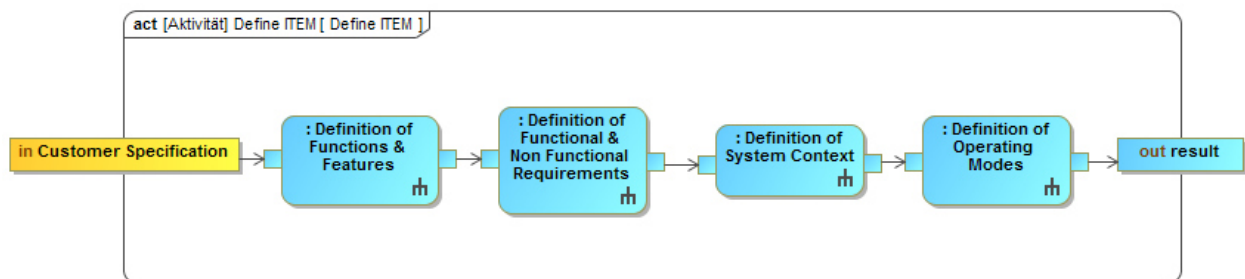 act [Aktivität] Define ITEM [ Define ITEM ]
in Customer Specification
: Definition of
Functions &
Features
: Definition of
Functional &
Non Functional
Requirements
: Definition of
System Context
: Definition of
Operating
Modes
out result